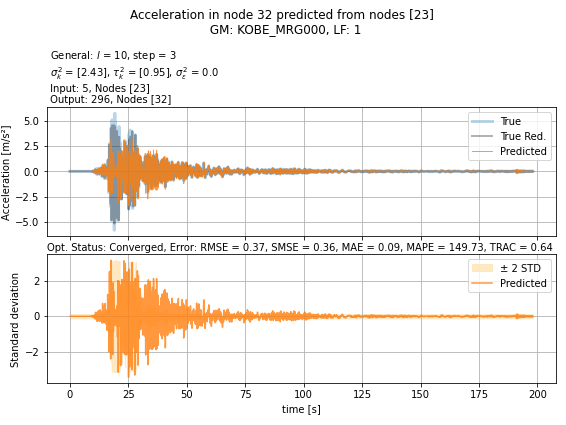 Acceleration in node 32 predicted from nodes [23]
GM: KOBE_MRG000, LF: 1
General: l = 10, step = 3
σ²ₖ = [2.43], τ²ₖ = [0.95], σ²ε = 0.0
Input: 5, Nodes [23]
Output: 296, Nodes [32]
Acceleration [m/s²]
5.0
2.5
0.0
−2.5
−5.0
True
True Red.
Predicted
Opt. Status: Converged, Error: RMSE = 0.37, SMSE = 0.36, MAE = 0.09, MAPE = 149.73, TRAC = 0.64
Standard deviation
2
0
−2
± 2 STD
Predicted
0 25 50 75 100 125 150 175 200
time [s]